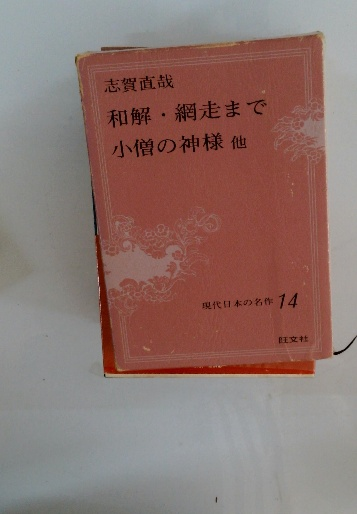 志賀直哉
和解・網走まで
小僧の神様 他
現代日本の名作 14
旺文社